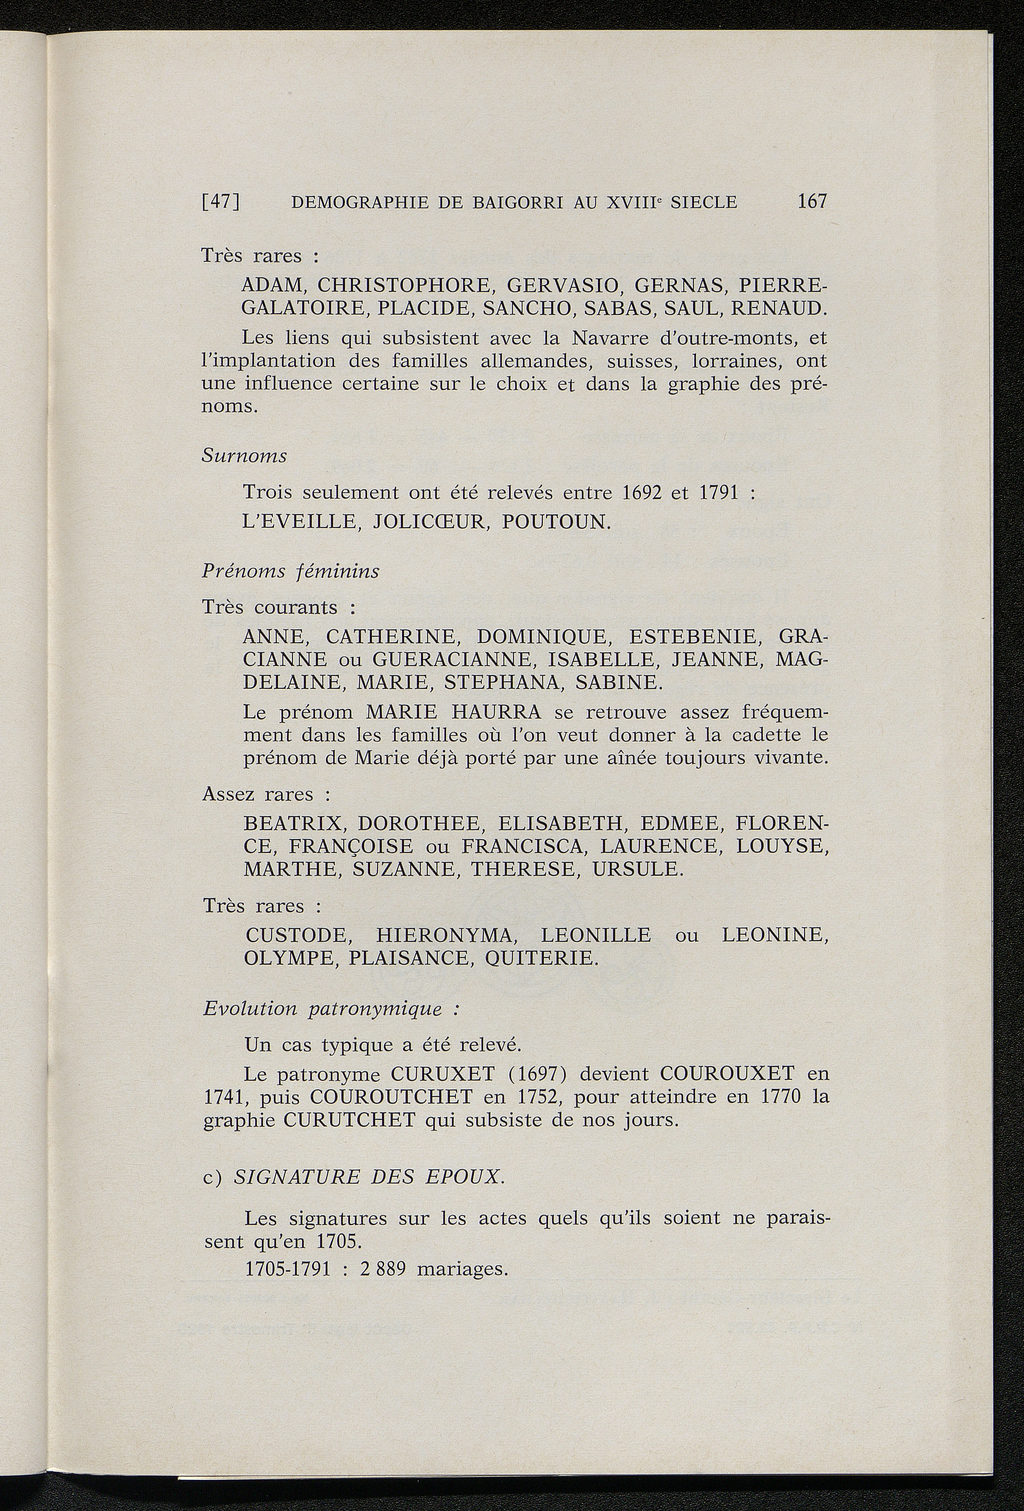 [47] DEMOGRAPHIE DE BAIGORRI AU XVIIIe SIECLE 167
Très rares :
ADAM, CHRISTOPHORE, GERVASIO, GERNAS, PIERRE-
GALATOIRE, PLACIDE, SANCHO, SABAS, SAUL, RENAUD.
Les liens qui subsistent avec la Navarre d'outre-monts, et
l'implantation des familles allemandes, suisses, lorraines, ont
une influence certaine sur le choix et dans la graphie des pré-
noms.
Surnoms
Trois seulement ont été relevés entre 1692 et 1791 :
L'EVEILLE, JOLICŒUR, POUTOUN.
Prénoms féminins
Très courants :
ANNE, CATHERINE, DOMINIQUE, ESTEBENIE, GRA-
CIANNE ou GUERACIANNE, ISABELLE, JEANNE, MAG-
DELAINE, MARIE, STEPHANA, SABINE.
Le prénom MARIE HAURRA se retrouve assez fréquem-
ment dans les familles où l'on veut donner à la cadette le
prénom de Marie déjà porté par une aînée toujours vivante.
Assez rares :
BEATRIX, DOROTHEE, ELISABETH, EDMEE, FLOREN-
CE, FRANÇOISE ou FRANCISCA, LAURENCE, LOUYSE,
MARTHE, SUZANNE, THERESE, URSULE.
Très rares :
CUSTODE, HIERONYMA, LEONILLE ou LEONINE,
OLYMPE, PLAISANCE, QUITERIE.
Evolution patronymique :
Un cas typique a été relevé.
Le patronyme CURUXET (1697) devient COUROUXET en
1741, puis COUROUTCHET en 1752, pour atteindre en 1770 la
graphie CURUTCHET qui subsiste de nos jours.
c) SIGNATURE DES EPOUX.
Les signatures sur les actes quels qu'ils soient ne parais-
sent qu'en 1705.
1705-1791 : 2 889 mariages.